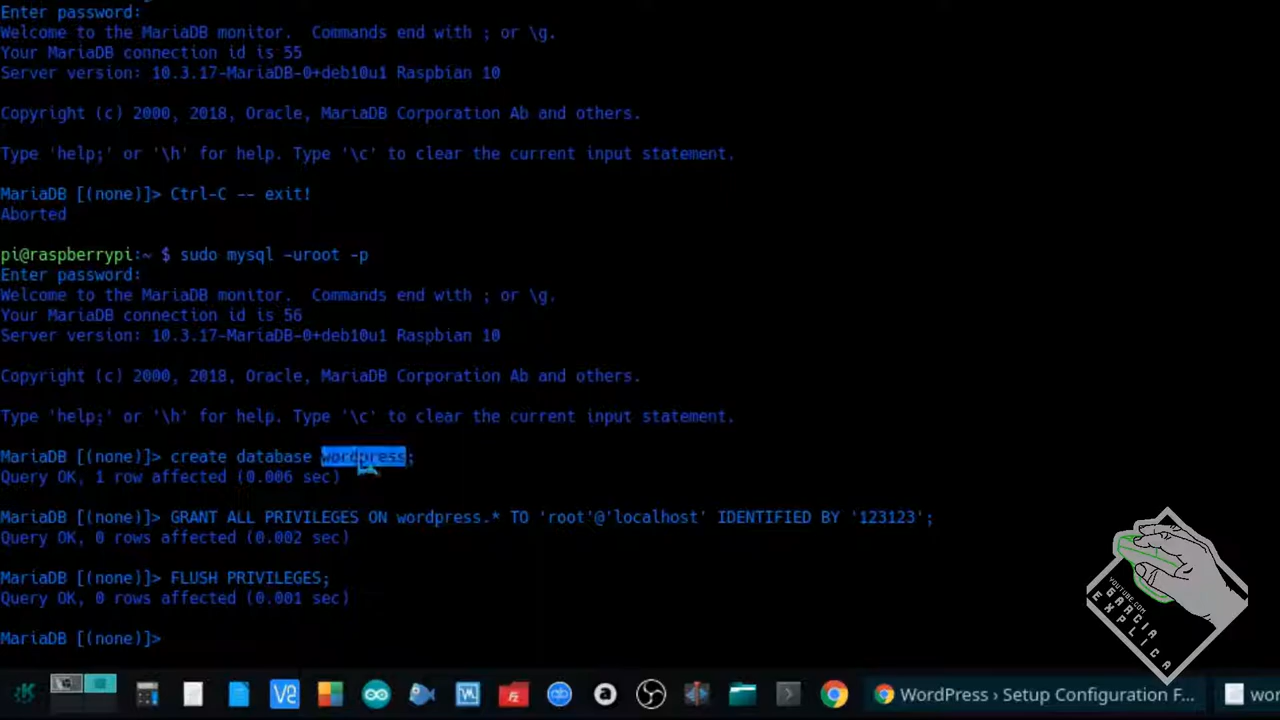 Enter password:
Welcome to the MariaDB monitor.  Commands end with ; or \g.
Your MariaDB connection id is 55
Server version: 10.3.17-MariaDB-0+deb10u1 Raspbian 10
Copyright (c) 2000, 2018, Oracle, MariaDB Corporation Ab and others.
Type 'help;' or '\h' for help. Type '\c' to clear the current input statement.
MariaDB [(none)]> Ctrl-C -- exit!
Aborted
pi@raspberrypi:~ $ sudo mysql -uroot -p
Enter password:
Welcome to the MariaDB monitor.  Commands end with ; or \g.
Your MariaDB connection id is 56
Server version: 10.3.17-MariaDB-0+deb10u1 Raspbian 10
Copyright (c) 2000, 2018, Oracle, MariaDB Corporation Ab and others.
Type 'help;' or '\h' for help. Type '\c' to clear the current input statement.
MariaDB [(none)]> create database wordpress;
Query OK, 1 row affected (0.006 sec)
MariaDB [(none)]> GRANT ALL PRIVILEGES ON wordpress.* TO 'root'@'localhost' IDENTIFIED BY '123123';
Query OK, 0 rows affected (0.002 sec)
MariaDB [(none)]> FLUSH PRIVILEGES;
Query OK, 0 rows affected (0.001 sec)
MariaDB [(none)]>
YOUTUBE.COM
GARCIA
EXPLICA
WordPress › Setup Configuration F...
wor